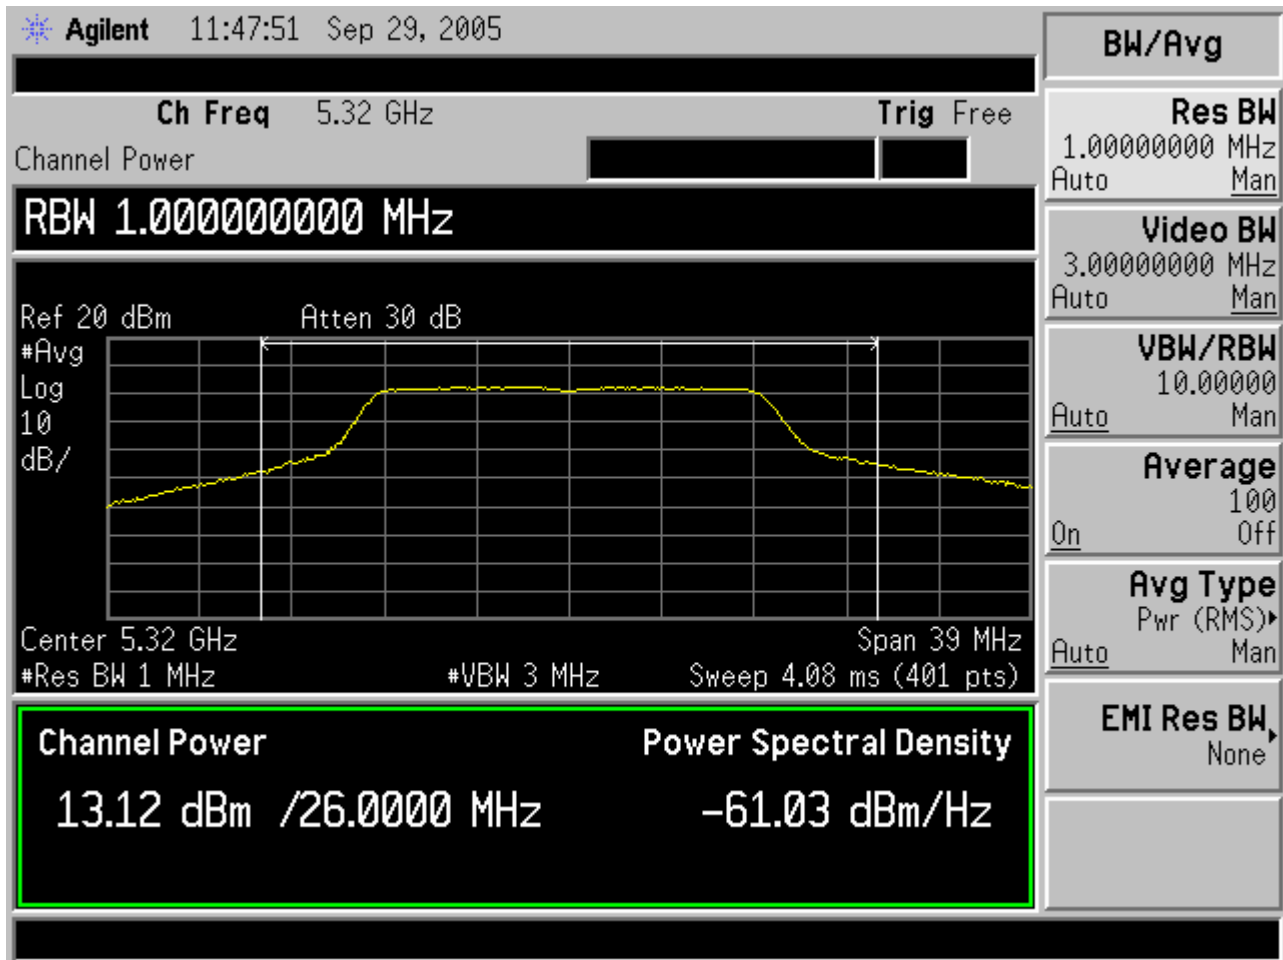 Agilent 11:47:51 Sep 29, 2005
BW/Avg
Ch Freq 5.32 GHz Trig Free
Channel Power
RBW 1.000000000 MHz
Ref 20 dBm Atten 30 dB
#Avg
Log
10
dB/
Center 5.32 GHz Span 39 MHz
#Res BW 1 MHz #VBW 3 MHz Sweep 4.08 ms (401 pts)
Channel Power Power Spectral Density
13.12 dBm /26.0000 MHz -61.03 dBm/Hz
Res BW
1.00000000 MHz
Auto Man
Video BW
3.00000000 MHz
Auto Man
VBW/RBW
10.00000
Auto Man
Average
100
On Off
Avg Type
Pwr (RMS)
Auto Man
EMI Res BW
None